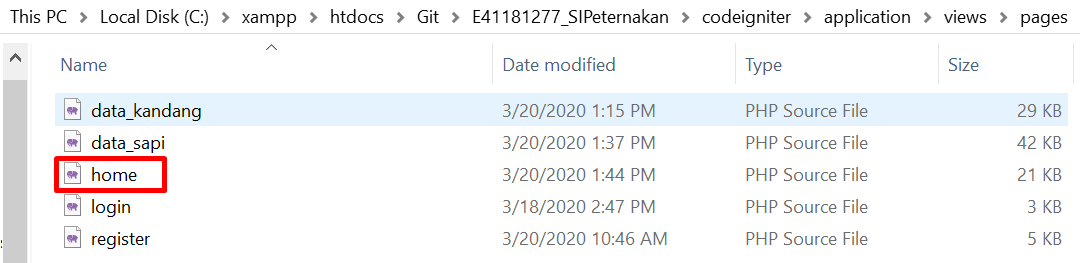 This PC > Local Disk (C:) > xampp > htdocs > Git > E41181277_SIPeternakan > codeigniter > application > views > pages
Name Date modified Type Size
data_kandang 3/20/2020 1:15 PM PHP Source File 29 KB
data_sapi 3/20/2020 1:37 PM PHP Source File 42 KB
home 3/20/2020 1:44 PM PHP Source File 21 KB
login 3/18/2020 2:47 PM PHP Source File 3 KB
register 3/20/2020 10:46 AM PHP Source File 5 KB